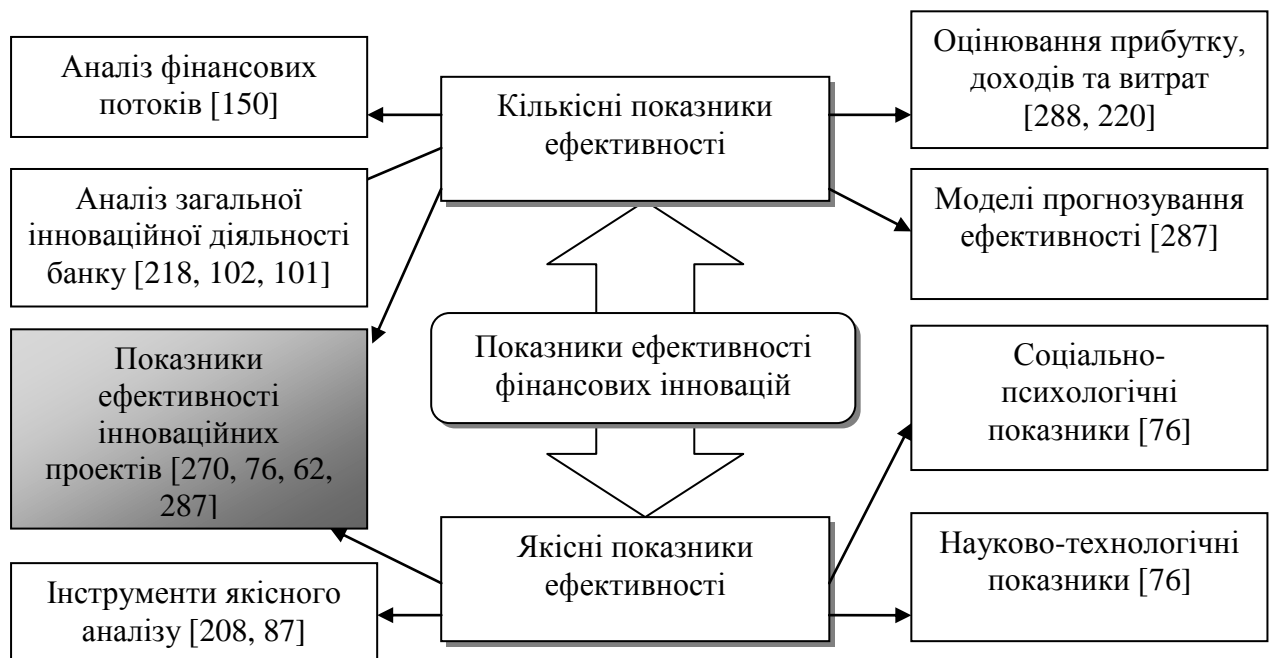 Аналіз фінансових
потоків [150]
Кількісні показники
ефективності
Оцінювання прибутку,
доходів та витрат
[288, 220]
Аналіз загальної
інноваційної діяльності
банку [218, 102, 101]
Моделі прогнозування
ефективності [287]
Показники
ефективності
інноваційних
проектів [270, 76, 62,
287]
Показники ефективності
фінансових інновацій
Соціально-
психологічні
показники [76]
Інструменти якісного
аналізу [208, 87]
Якісні показники
ефективності
Науково-технологічні
показники [76]